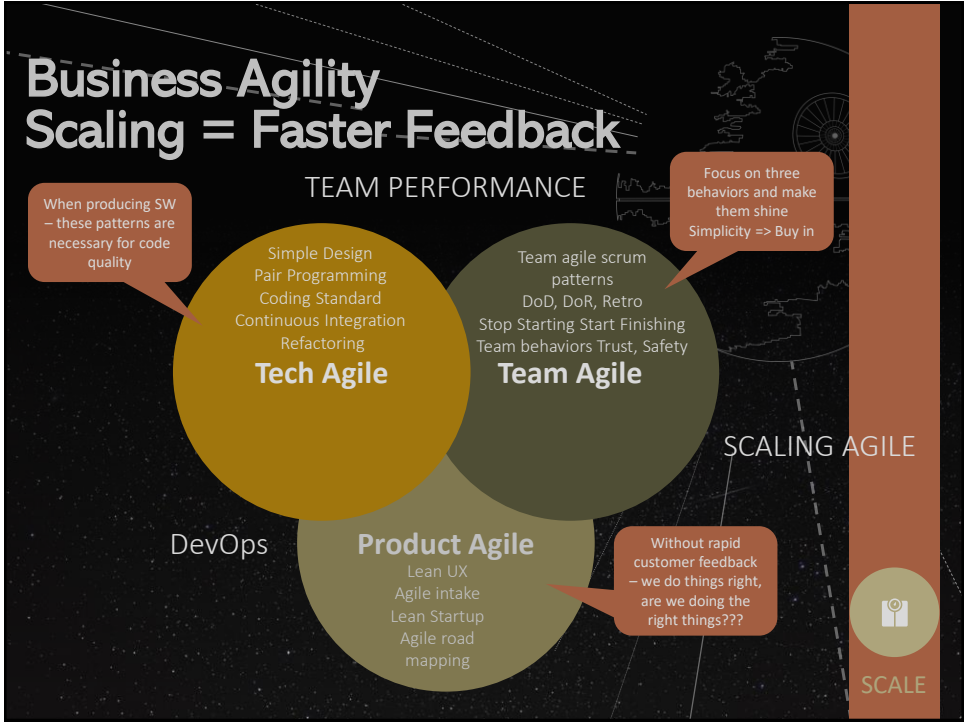 Business Agility
Scaling = Faster Feedback
TEAM PERFORMANCE
When producing SW
– these patterns are
necessary for code
quality
Focus on three
behaviors and make
them shine
Simplicity => Buy in
Simple Design
Pair Programming
Coding Standard
Continuous Integration
Refactoring
Tech Agile
Team agile scrum
patterns
DoD, DoR, Retro
Stop Starting Start Finishing
Team behaviors Trust, Safety
Team Agile
SCALING AGILE
DevOps
Product Agile
Lean UX
Agile intake
Lean Startup
Agile road
mapping
Without rapid
customer feedback
– we do things right,
are we doing the
right things???
SCALE